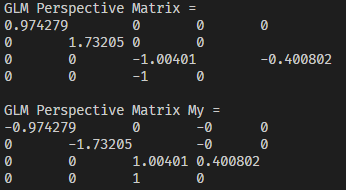 GLM Perspective Matrix =
0.974279 0 0 0
0 1.73205 0 0
0 0 -1.00401 -0.400802
0 0 -1 0
GLM Perspective Matrix My =
-0.974279 0 -0 0
0 -1.73205 -0 0
0 0 1.00401 0.400802
0 0 1 0